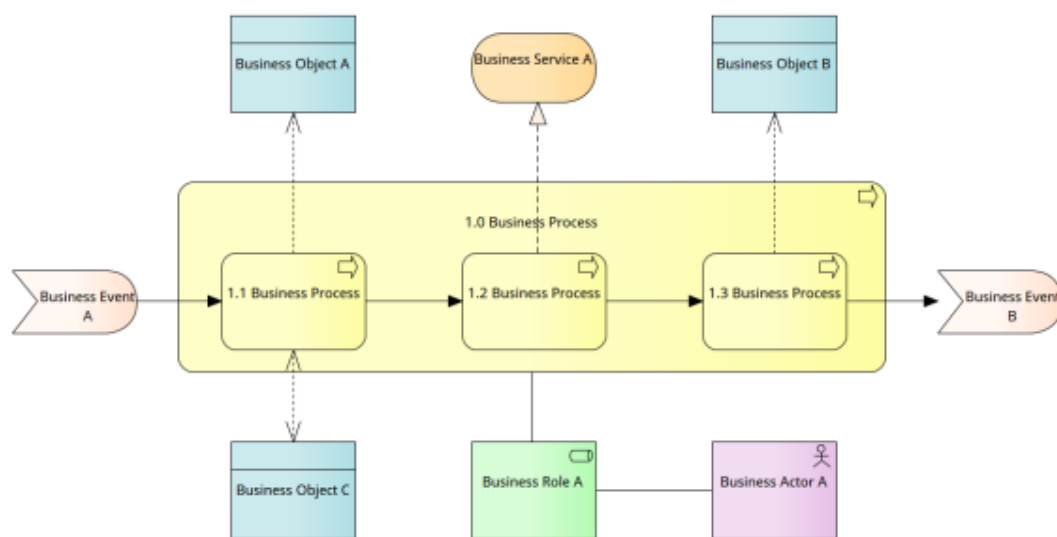 Business Object A
Business Service A
Business Object B
1.0 Business Process
Business Event
A
1.1 Business Process
1.2 Business Process
1.3 Business Process
Business Event
B
Business Object C
Business Role A
Business Actor A